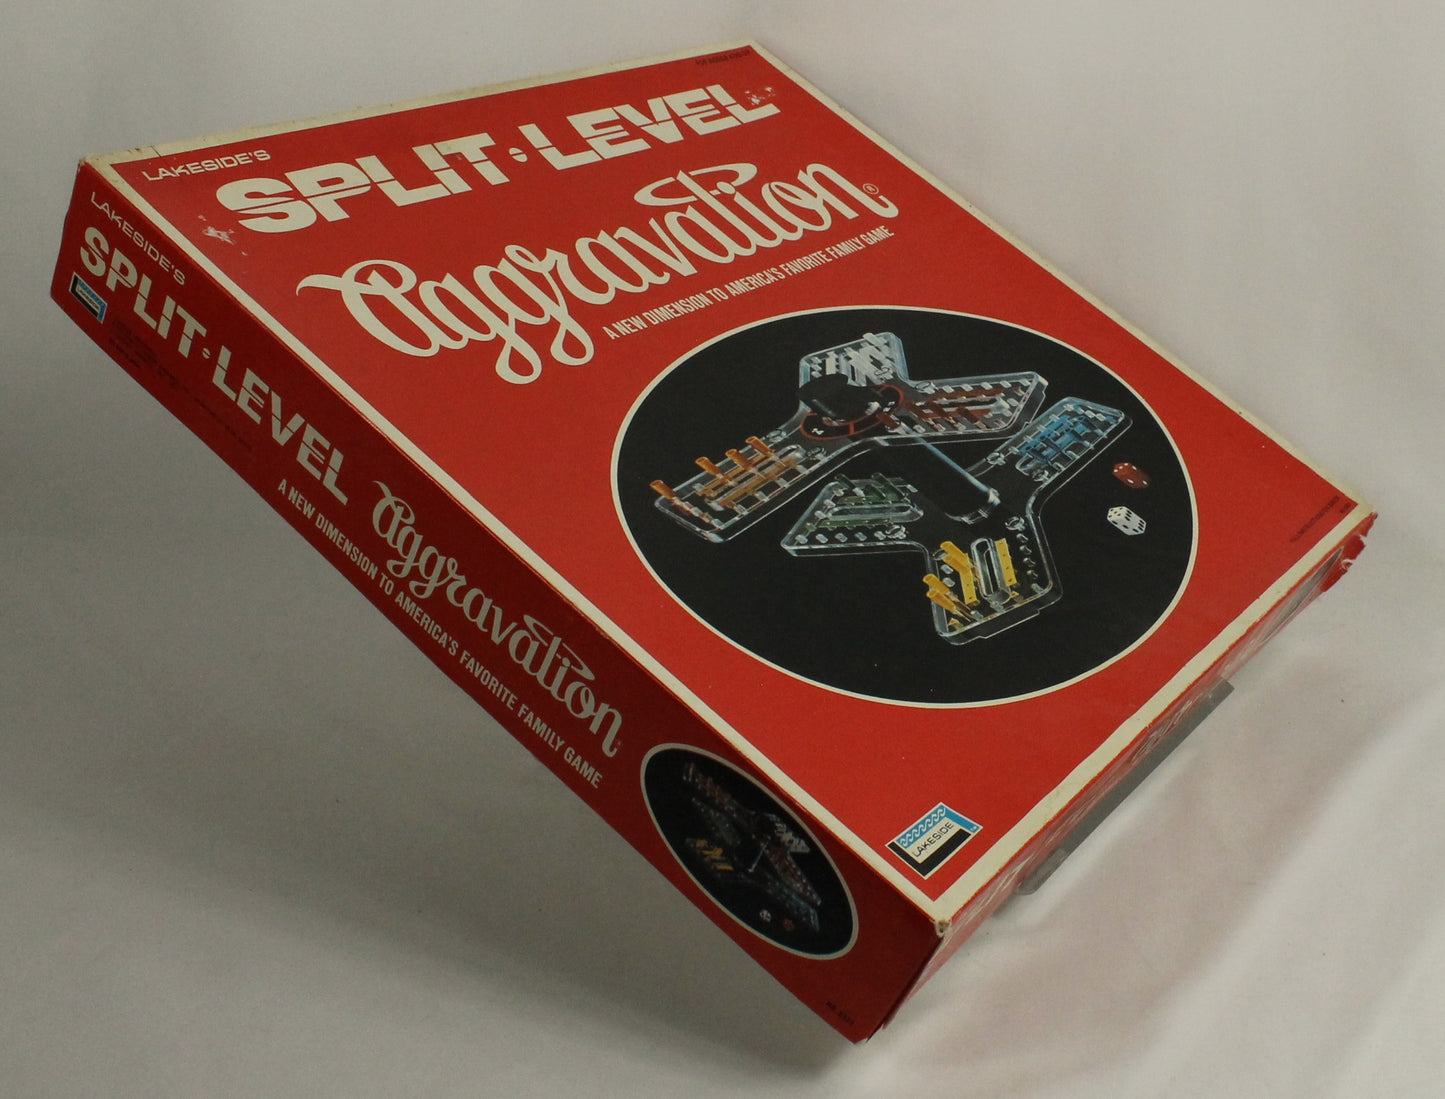 LAKESIDE'S
SPLIT·LEVEL
Aggravation®
A NEW DIMENSION TO AMERICA'S FAVORITE FAMILY GAME
LAKESIDE
LAKESIDE'S
SPLIT·LEVEL
Aggravation
A NEW DIMENSION TO AMERICA'S FAVORITE FAMILY GAME